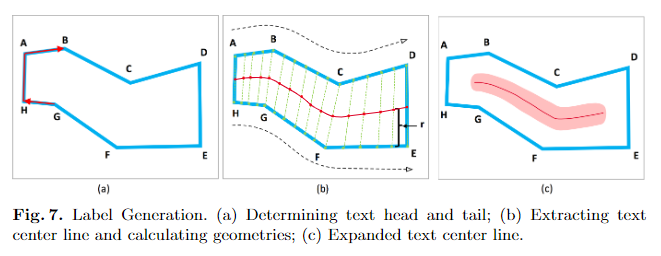 A
B
C
D
H
G
F
E
(a)
A
B
C
D
H
G
F
E
r
(b)
A
B
C
D
H
G
F
E
(c)
Fig. 7. Label Generation. (a) Determining text head and tail; (b) Extracting text
center line and calculating geometries; (c) Expanded text center line.